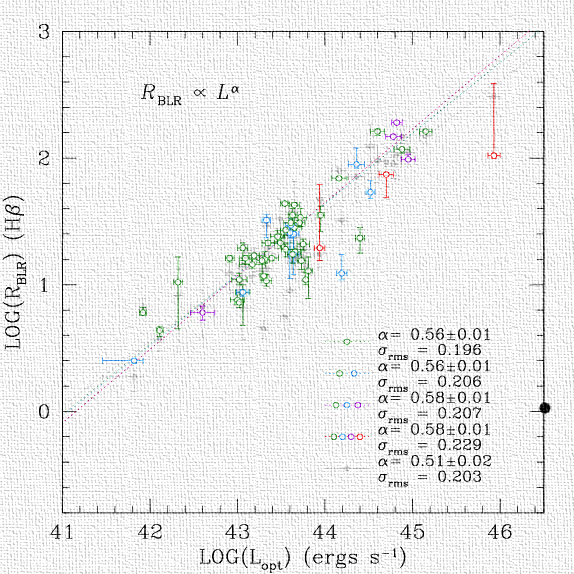 3
R_BLR ∝ L^α
2
LOG(R_BLR) (Hβ)
1
α= 0.56±0.01
σ_rms = 0.196
α= 0.56±0.01
σ_rms = 0.206
α= 0.58±0.01
σ_rms = 0.207
0
α= 0.58±0.01
σ_rms = 0.229
α= 0.51±0.02
σ_rms = 0.203
41 42 43 44 45 46
LOG(L_opt) (ergs s⁻¹)